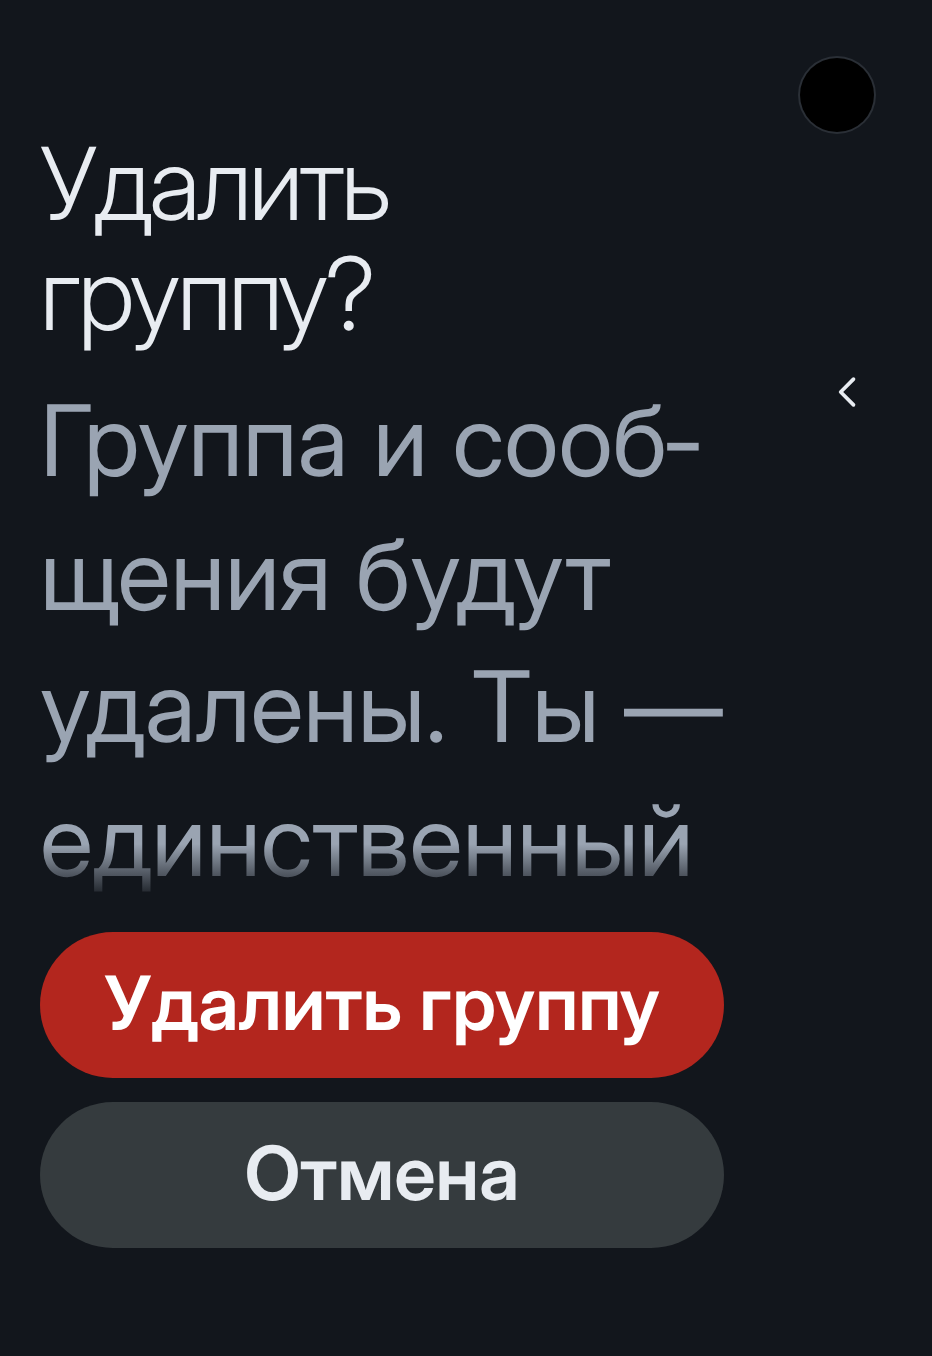 Удалить
группу?
Группа и сооб-
щения будут
удалены. Ты —
единственный
Удалить группу
Отмена